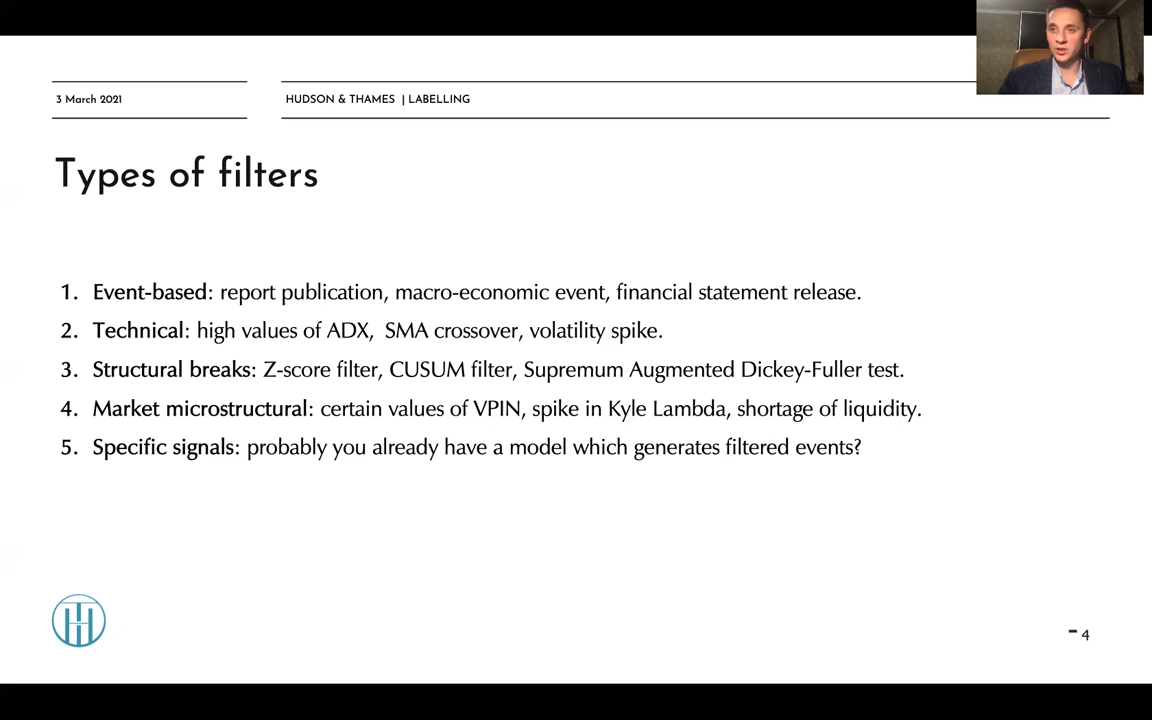 3 March 2021
HUDSON & THAMES | LABELLING
Types of filters
1. Event-based: report publication, macro-economic event, financial statement release.
2. Technical: high values of ADX, SMA crossover, volatility spike.
3. Structural breaks: Z-score filter, CUSUM filter, Supremum Augmented Dickey-Fuller test.
4. Market microstructural: certain values of VPIN, spike in Kyle Lambda, shortage of liquidity.
5. Specific signals: probably you already have a model which generates filtered events?
- 4